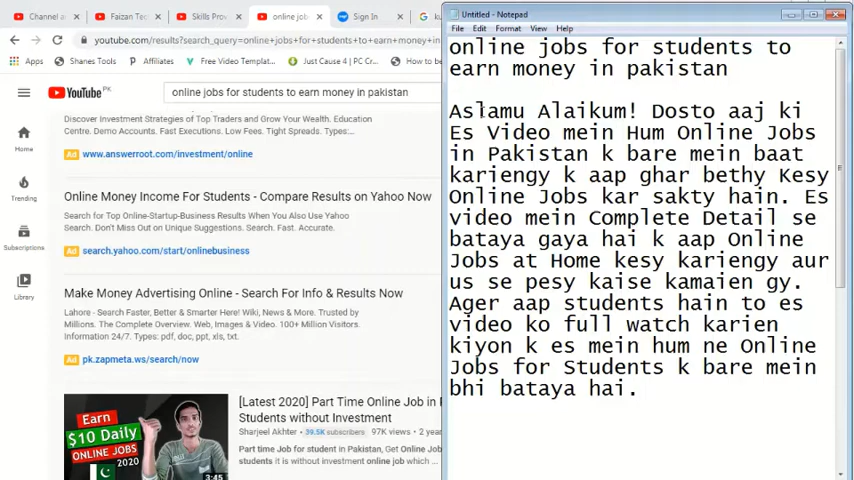 Channel a
Faizan Tec
Skills Pro
online job
Sign In
ku
Untitled - Notepad
youtube.com/results?search_query=online+jobs+for+students+to+earn+money+in
File Edit Format View Help
Apps Shanes Tips P Affiliates Free Video Templat... Just Cause 4 | PC Cr... How to be
YouTube PK
online jobs for students to earn money in pakistan
Home
Trending
Subscriptions
Library
Discover Investment Strategies of Top Traders and Grow Your Wealth. Education
Centre. Demo Accounts. Fast Executions. Low Fees. Tight Spreads. Types:...
Ad www.answerroot.com/investment/online
Online Money Income For Students - Compare Results on Yahoo Now
Search for Top Online-Startup-Business Results When You Also Use Yahoo
Search. Fast. Accurate.
Ad search.yahoo.com/start/onlinebusiness
Make Money Advertising Online - Search For Info & Results Now
Lahore - Search Faster, Better & Smarter Here! Wiki, News & More. Trusted by
Millions. The Complete Overview. Web, Images & Video. 100+ Million Visitors.
Information 24/7. Types: doc, ppt, xls, txt.
Ad pk.zapmeta.ws/search/now
Earn
$10 Daily
ONLINE JOBS
2020
3:45
[Latest 2020] Part Time Online Job in P
Students without Investment
Sharjeel Akhter • 39.5K subscribers 97K views • 2 year
Part time Job for student in Pakistan, Get Online Job
students it is without investment online job which ...
online jobs for students to
earn money in pakistan
Aslamu Alaikum! Dosto aaj ki
Es Video mein Hum Online Jobs
in Pakistan k bare mein baat
kariengy k aap ghar bethy Kesy
Online Jobs kar sakty hain. Es
video mein Complete Detail se
bataya gaya hai k aap Online
Jobs at Home kesy kariengy aur
us se pesy kaise kamaien gy.
Ager aap students hain to es
video ko full watch karien
kiyon k es mein hum ne Online
Jobs for Students k bare mein
bhi bataya hai.